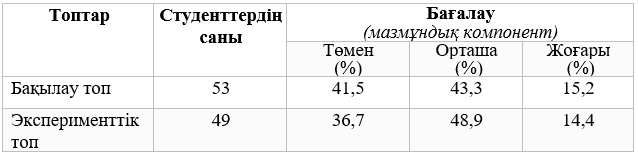 Топтар Студенттердің Бағалау
саны (мазмұндық компонент)
Төмен Орташа Жоғары
(%) (%) (%)
Бақылау топ 53 41,5 43,3 15,2
Эксперименттік 49 36,7 48,9 14,4
топ